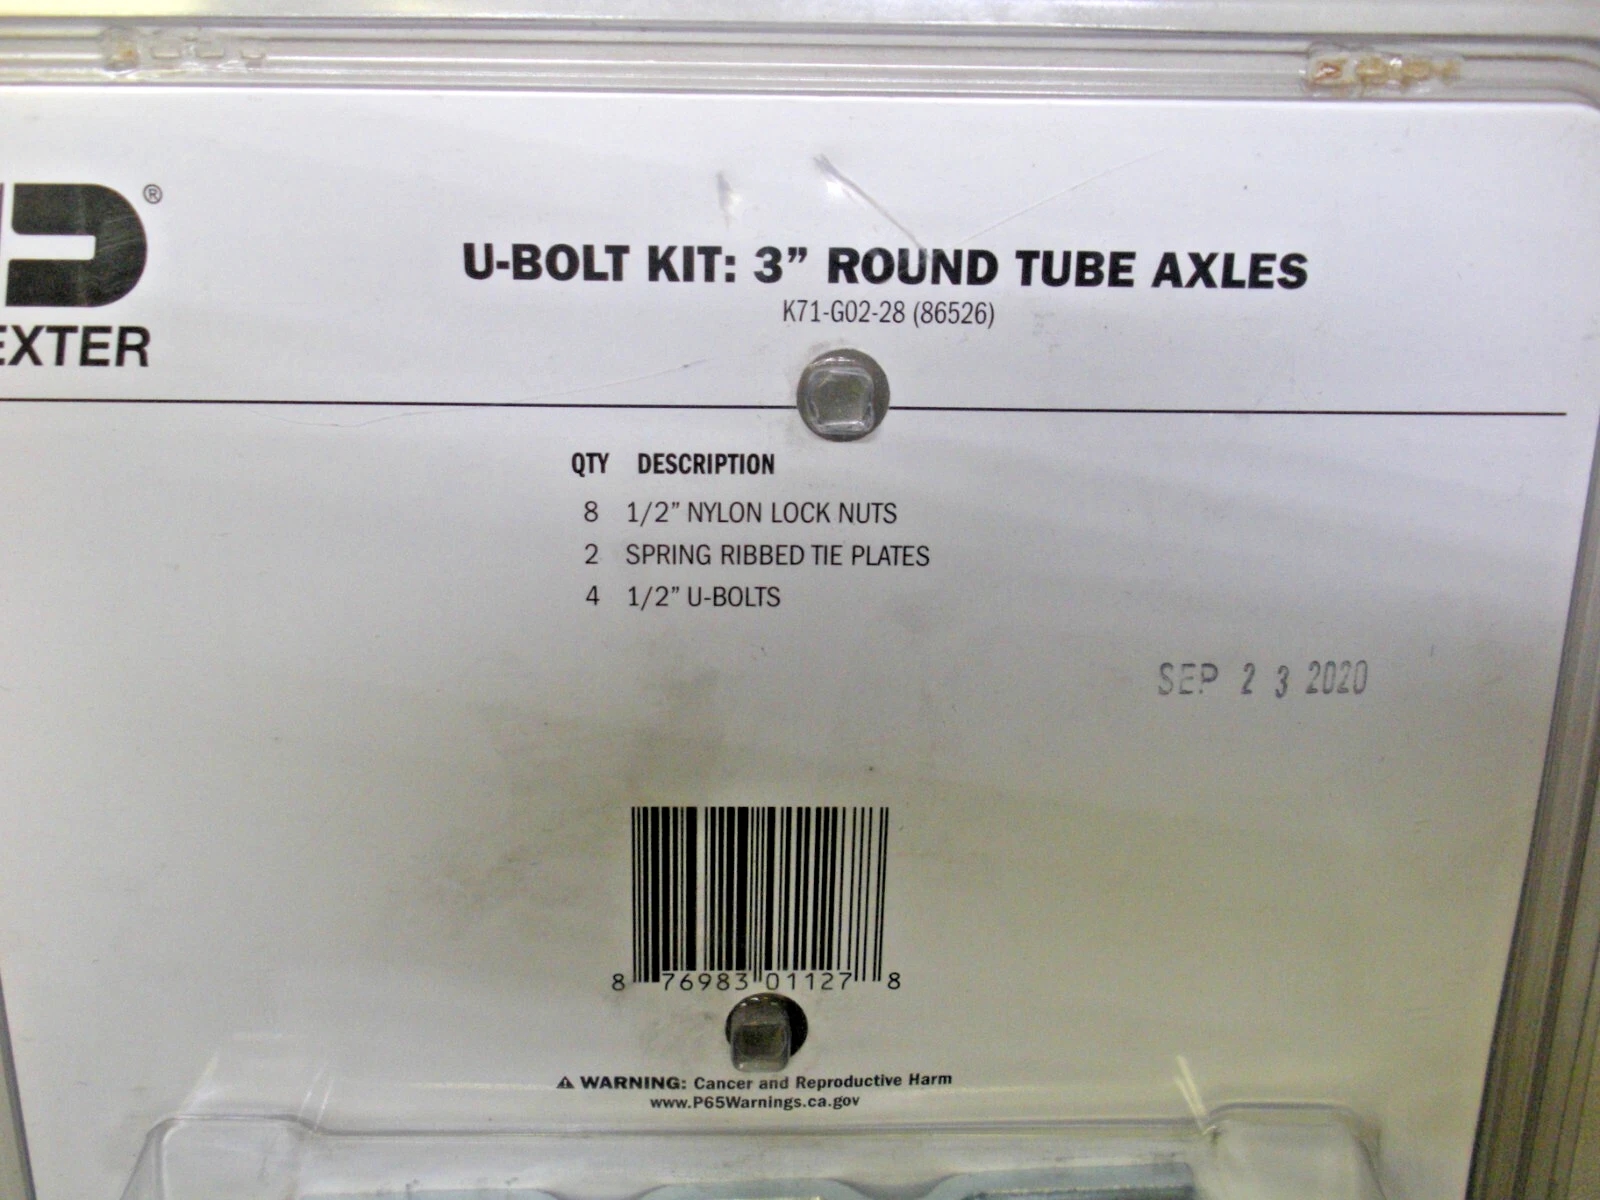 ®
EXTER
U-BOLT KIT: 3” ROUND TUBE AXLES
K71-G02-28 (86526)
QTY DESCRIPTION
8 1/2” NYLON LOCK NUTS
2 SPRING RIBBED TIE PLATES
4 1/2” U-BOLTS
SEP 23 2020
8 76983 01127 8
⚠ WARNING: Cancer and Reproductive Harm
www.P65Warnings.ca.gov